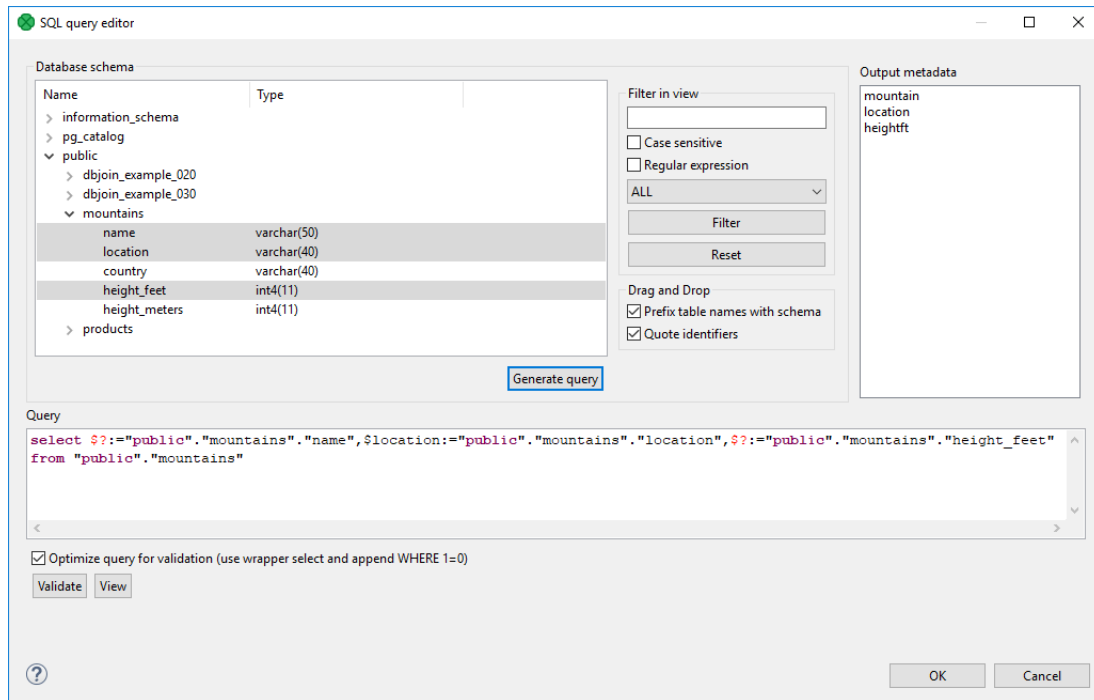 SQL query editor
Database schema
Name Type
information_schema
pg_catalog
public
dbjoin_example_020
dbjoin_example_030
mountains
name varchar(50)
location varchar(40)
country varchar(40)
height_feet int4(11)
height_meters int4(11)
products
Generate query
Filter in view
Case sensitive
Regular expression
ALL
Filter
Reset
Drag and Drop
Prefix table names with schema
Quote identifiers
Output metadata
mountain
location
heightft
Query
select $?:="public"."mountains"."name",$location:="public"."mountains"."location",$?:="public"."mountains"."height_feet"
from "public"."mountains"
Optimize query for validation (use wrapper select and append WHERE 1=0)
Validate View
? OK Cancel